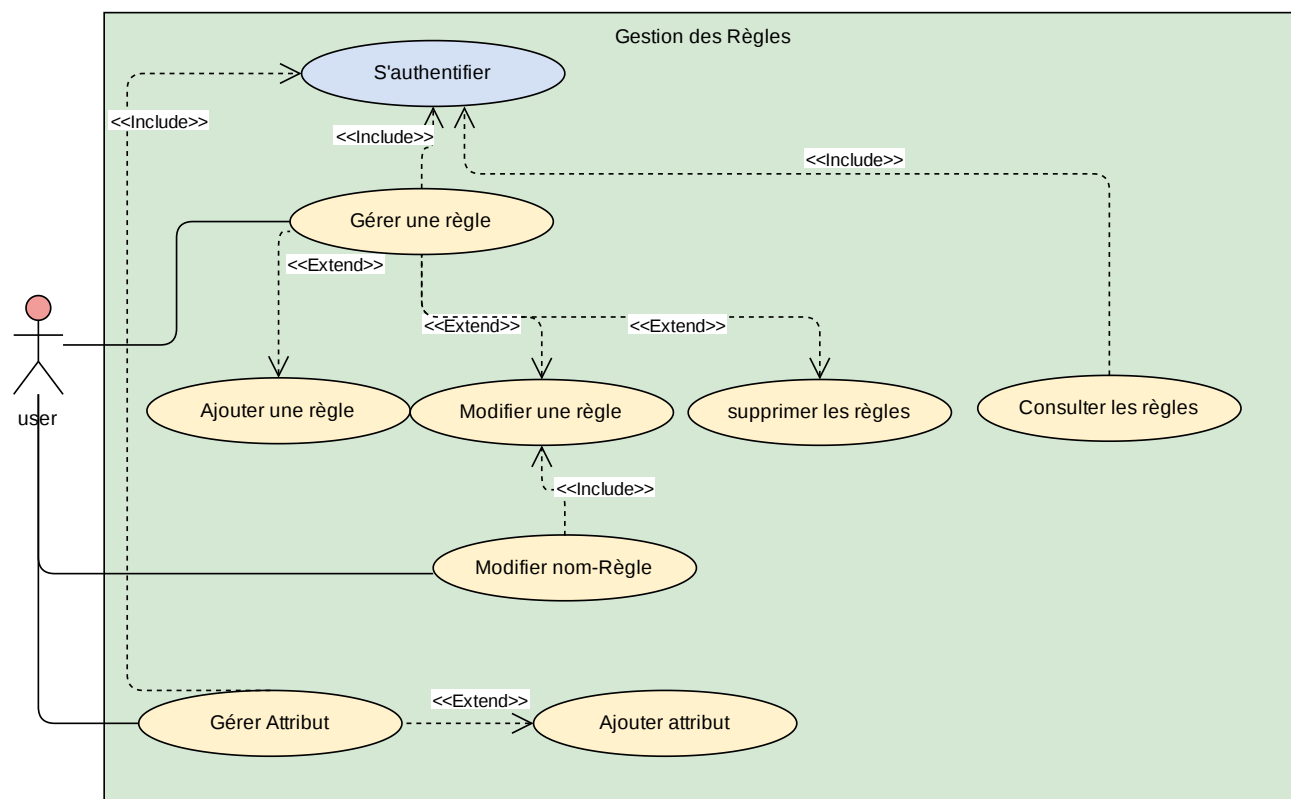 Gestion des Règles
S'authentifier
<<Include>>
<<Include>>
<<Include>>
Gérer une règle
<<Extend>>
<<Extend>>
<<Extend>>
user
Ajouter une règle
Modifier une règle
supprimer les règles
Consulter les règles
<<Include>>
Modifier nom-Règle
<<Extend>>
Gérer Attribut
Ajouter attribut